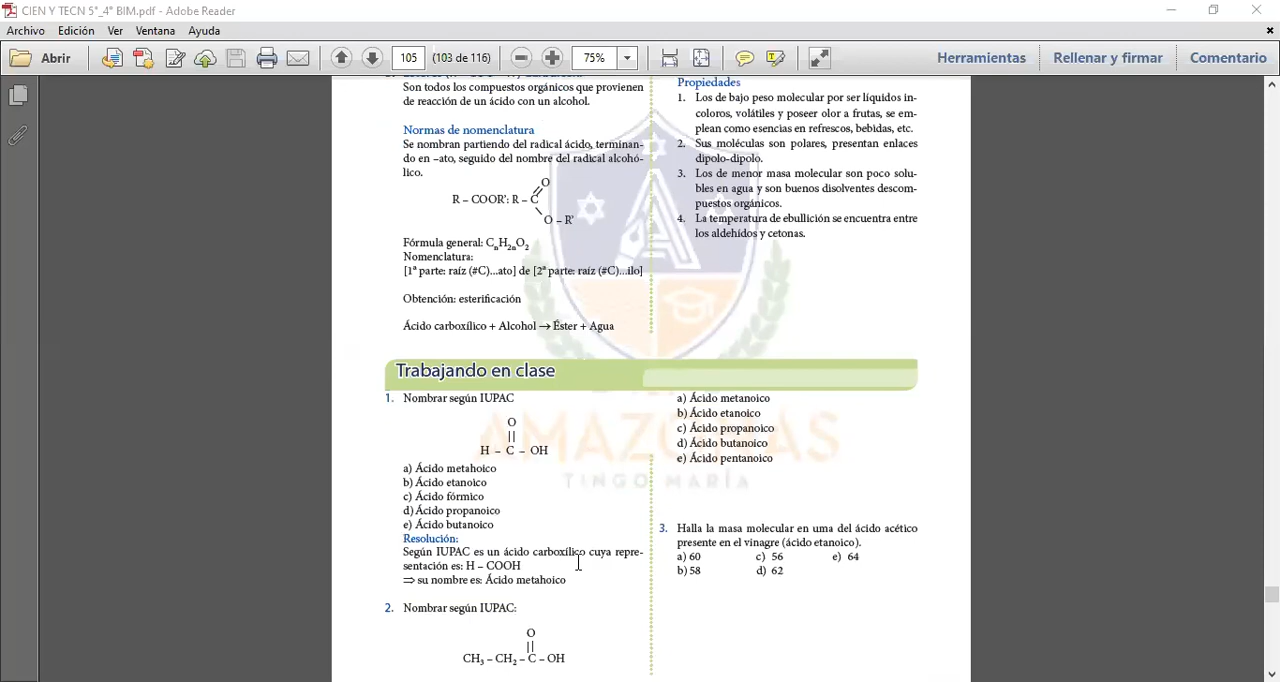 CIEN Y TECN 5°_4° BIM.pdf - Adobe Reader
Archivo Edición Ver Ventana Ayuda
Abrir 105 (103 de 116) 75% Herramientas Rellenar y firmar Comentario
Son todos los compuestos orgánicos que provienen
de reacción de un ácido con un alcohol.
Normas de nomenclatura
Se nombran partiendo del radical ácido, terminan-
do en –ato, seguido del nombre del radical alcohó-
lico.
O
R – COOR': R – C
O – R'
Fórmula general: CnH2nO2
Nomenclatura:
[1ª parte: raíz (#C)...ato] de [2ª parte: raíz (#C)...ilo]
Obtención: esterificación
Ácido carboxílico + Alcohol → Éster + Agua
Propiedades
1. Los de bajo peso molecular por ser líquidos in-
coloros, volátiles y poseer olor a frutas, se em-
plean como esencias en refrescos, bebidas, etc.
2. Sus moléculas son polares, presentan enlaces
dipolo-dipolo.
3. Los de menor masa molecular son poco solu-
bles en agua y son buenos disolventes descom-
puestos orgánicos.
4. La temperatura de ebullición se encuentra entre
los aldehídos y cetonas.
Trabajando en clase
1. Nombrar según IUPAC
O
||
H – C – OH
a) Ácido metahoico
b) Ácido etanoico
c) Ácido fórmico
d) Ácido propanoico
e) Ácido butanoico
Resolución:
Según IUPAC es un ácido carboxílico cuya repre-
sentación es: H – COOH
⇒ su nombre es: Ácido metahoico
2. Nombrar según IUPAC:
O
||
CH3 – CH2 – C – OH
a) Ácido metanoico
b) Ácido etanoico
c) Ácido propanoico
d) Ácido butanoico
e) Ácido pentanoico
3. Halla la masa molecular en uma del ácido acético
presente en el vinagre (ácido etanoico).
a) 60 c) 56 e) 64
b) 58 d) 62
AMAZONAS
TINGO MARÍA